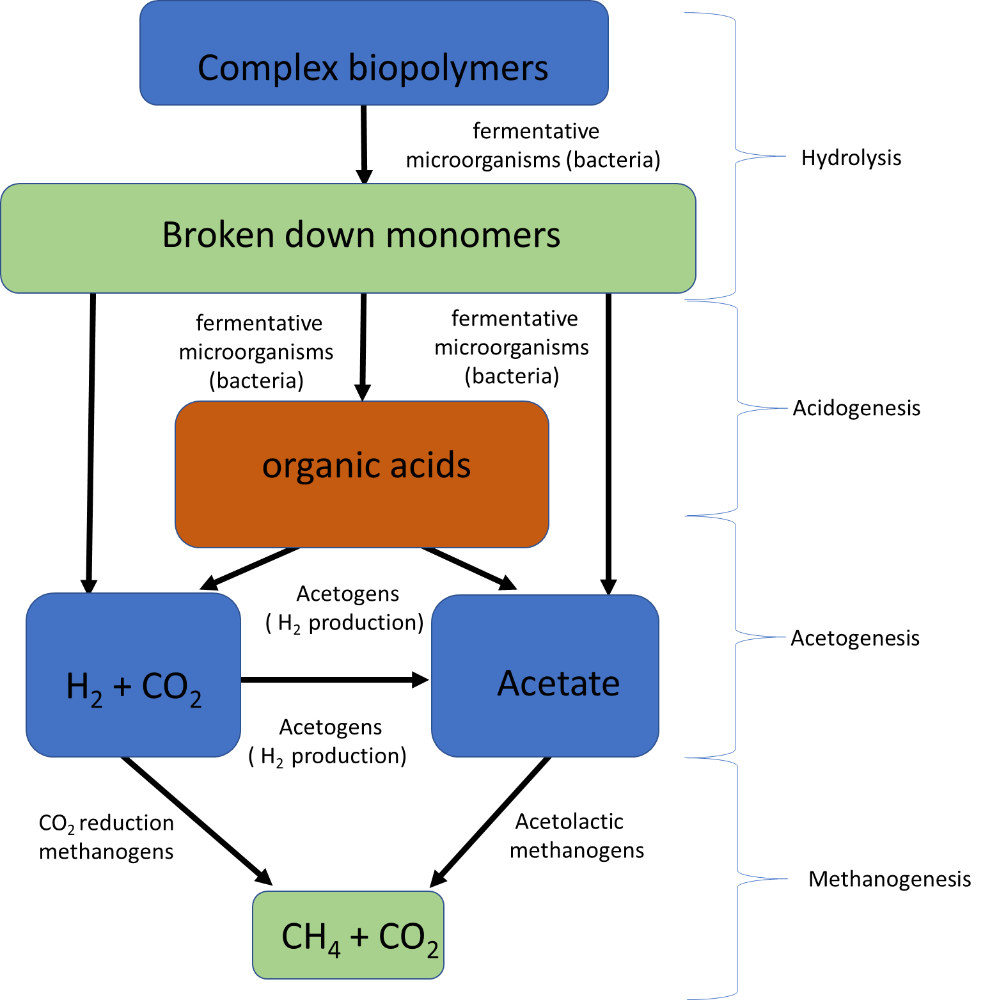 Complex biopolymers
fermentative
microorganisms (bacteria)
Hydrolysis
Broken down monomers
fermentative
microorganisms
(bacteria)
fermentative
microorganisms
(bacteria)
Acidogenesis
organic acids
Acetogens
( H₂ production)
Acetogenesis
H₂ + CO₂
Acetate
Acetogens
( H₂ production)
CO₂ reduction
methanogens
Acetolactic
methanogens
Methanogenesis
CH₄ + CO₂